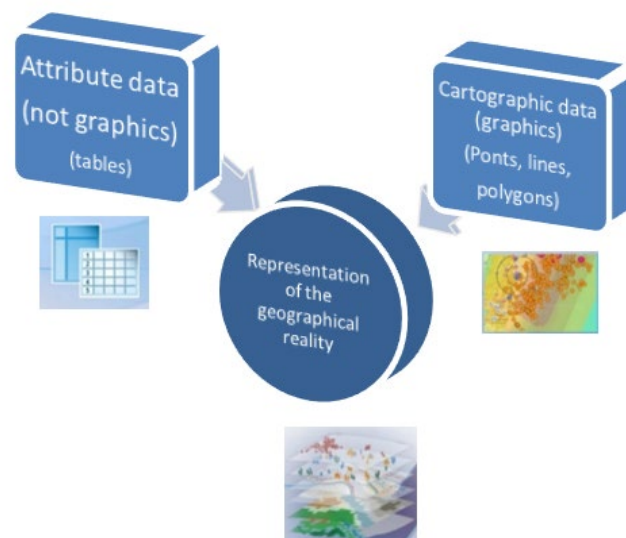 Attribute data
(not graphics)
(tables)
Cartographic data
(graphics)
(Ponts, lines,
polygons)
Representation
of the
geographical
reality